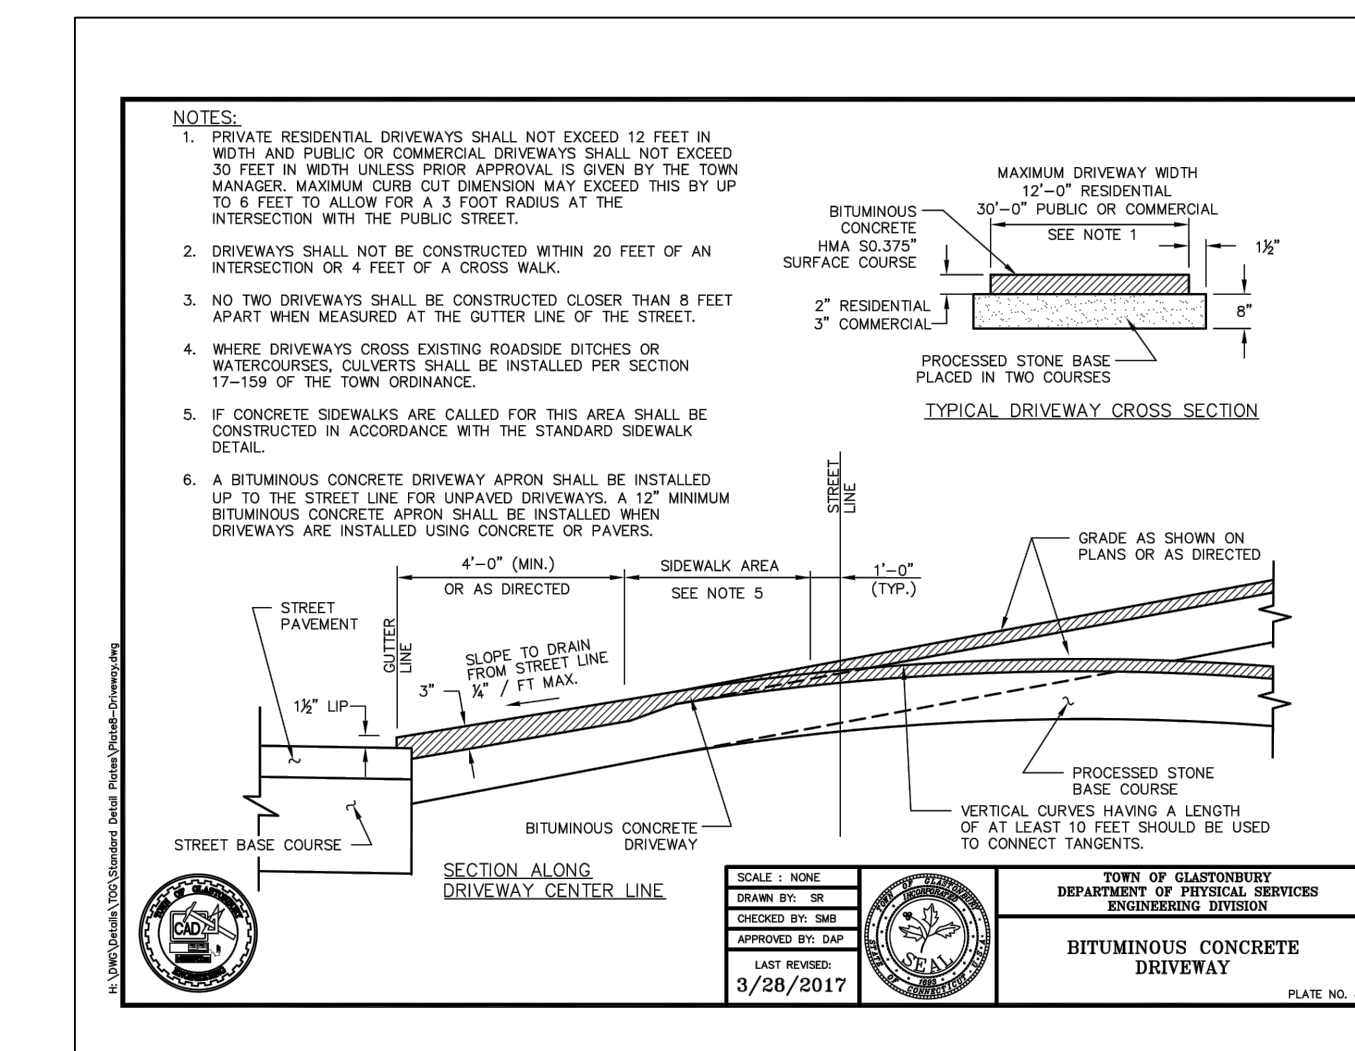 NOTES:
1. PRIVATE RESIDENTIAL DRIVEWAYS SHALL NOT EXCEED 12 FEET IN
WIDTH AND PUBLIC OR COMMERCIAL DRIVEWAYS SHALL NOT EXCEED
30 FEET IN WIDTH UNLESS PRIOR APPROVAL IS GIVEN BY THE TOWN
MANAGER. MAXIMUM CURB CUT DIMENSION MAY EXCEED THIS BY UP
TO 6 FEET TO ALLOW FOR A 3 FOOT RADIUS AT THE
INTERSECTION WITH THE PUBLIC STREET.
2. DRIVEWAYS SHALL NOT BE CONSTRUCTED WITHIN 20 FEET OF AN
INTERSECTION OR 4 FEET OF A CROSS WALK.
3. NO TWO DRIVEWAYS SHALL BE CONSTRUCTED CLOSER THAN 8 FEET
APART WHEN MEASURED AT THE GUTTER LINE OF THE STREET.
4. WHERE DRIVEWAYS CROSS EXISTING ROADSIDE DITCHES OR
WATERCOURSES, CULVERTS SHALL BE INSTALLED PER SECTION
17-159 OF THE TOWN ORDINANCE.
5. IF CONCRETE SIDEWALKS ARE CALLED FOR THIS AREA SHALL BE
CONSTRUCTED IN ACCORDANCE WITH THE STANDARD SIDEWALK
DETAIL.
6. A BITUMINOUS CONCRETE DRIVEWAY APRON SHALL BE INSTALLED
UP TO THE STREET LINE FOR UNPAVED DRIVEWAYS. A 12" MINIMUM
BITUMINOUS CONCRETE APRON SHALL BE INSTALLED WHEN
DRIVEWAYS ARE INSTALLED USING CONCRETE OR PAVERS.
MAXIMUM DRIVEWAY WIDTH
12'-0" RESIDENTIAL
30'-0" PUBLIC OR COMMERCIAL
SEE NOTE 1
BITUMINOUS
CONCRETE
HMA S0.375"
SURFACE COURSE
1½"
2" RESIDENTIAL
3" COMMERCIAL
8"
PROCESSED STONE BASE
PLACED IN TWO COURSES
TYPICAL DRIVEWAY CROSS SECTION
STREET
LINE
GRADE AS SHOWN ON
PLANS OR AS DIRECTED
4'-0" (MIN.)
OR AS DIRECTED
SIDEWALK AREA
SEE NOTE 5
1'-0"
(TYP.)
STREET
PAVEMENT
GUTTER
LINE
SLOPE TO DRAIN
FROM STREET LINE
¼" / FT MAX.
3"
1½" LIP
PROCESSED STONE
BASE COURSE
VERTICAL CURVES HAVING A LENGTH
OF AT LEAST 10 FEET SHOULD BE USED
TO CONNECT TANGENTS.
BITUMINOUS CONCRETE
DRIVEWAY
STREET BASE COURSE
SECTION ALONG
DRIVEWAY CENTER LINE
H:\DWG\Details\TOG\Standard Detail Plates\Plate8-Driveway.dwg
TOWN OF GLASTONBURY
CAD
ENGINEERING
SCALE : NONE
DRAWN BY: SR
CHECKED BY: SMB
APPROVED BY: DAP
LAST REVISED:
3/28/2017
TOWN OF GLASTONBURY
INCORPORATED
SEAL
1693
STATE OF CONNECTICUT U.S.A.
TOWN OF GLASTONBURY
DEPARTMENT OF PHYSICAL SERVICES
ENGINEERING DIVISION
BITUMINOUS CONCRETE
DRIVEWAY
PLATE NO.